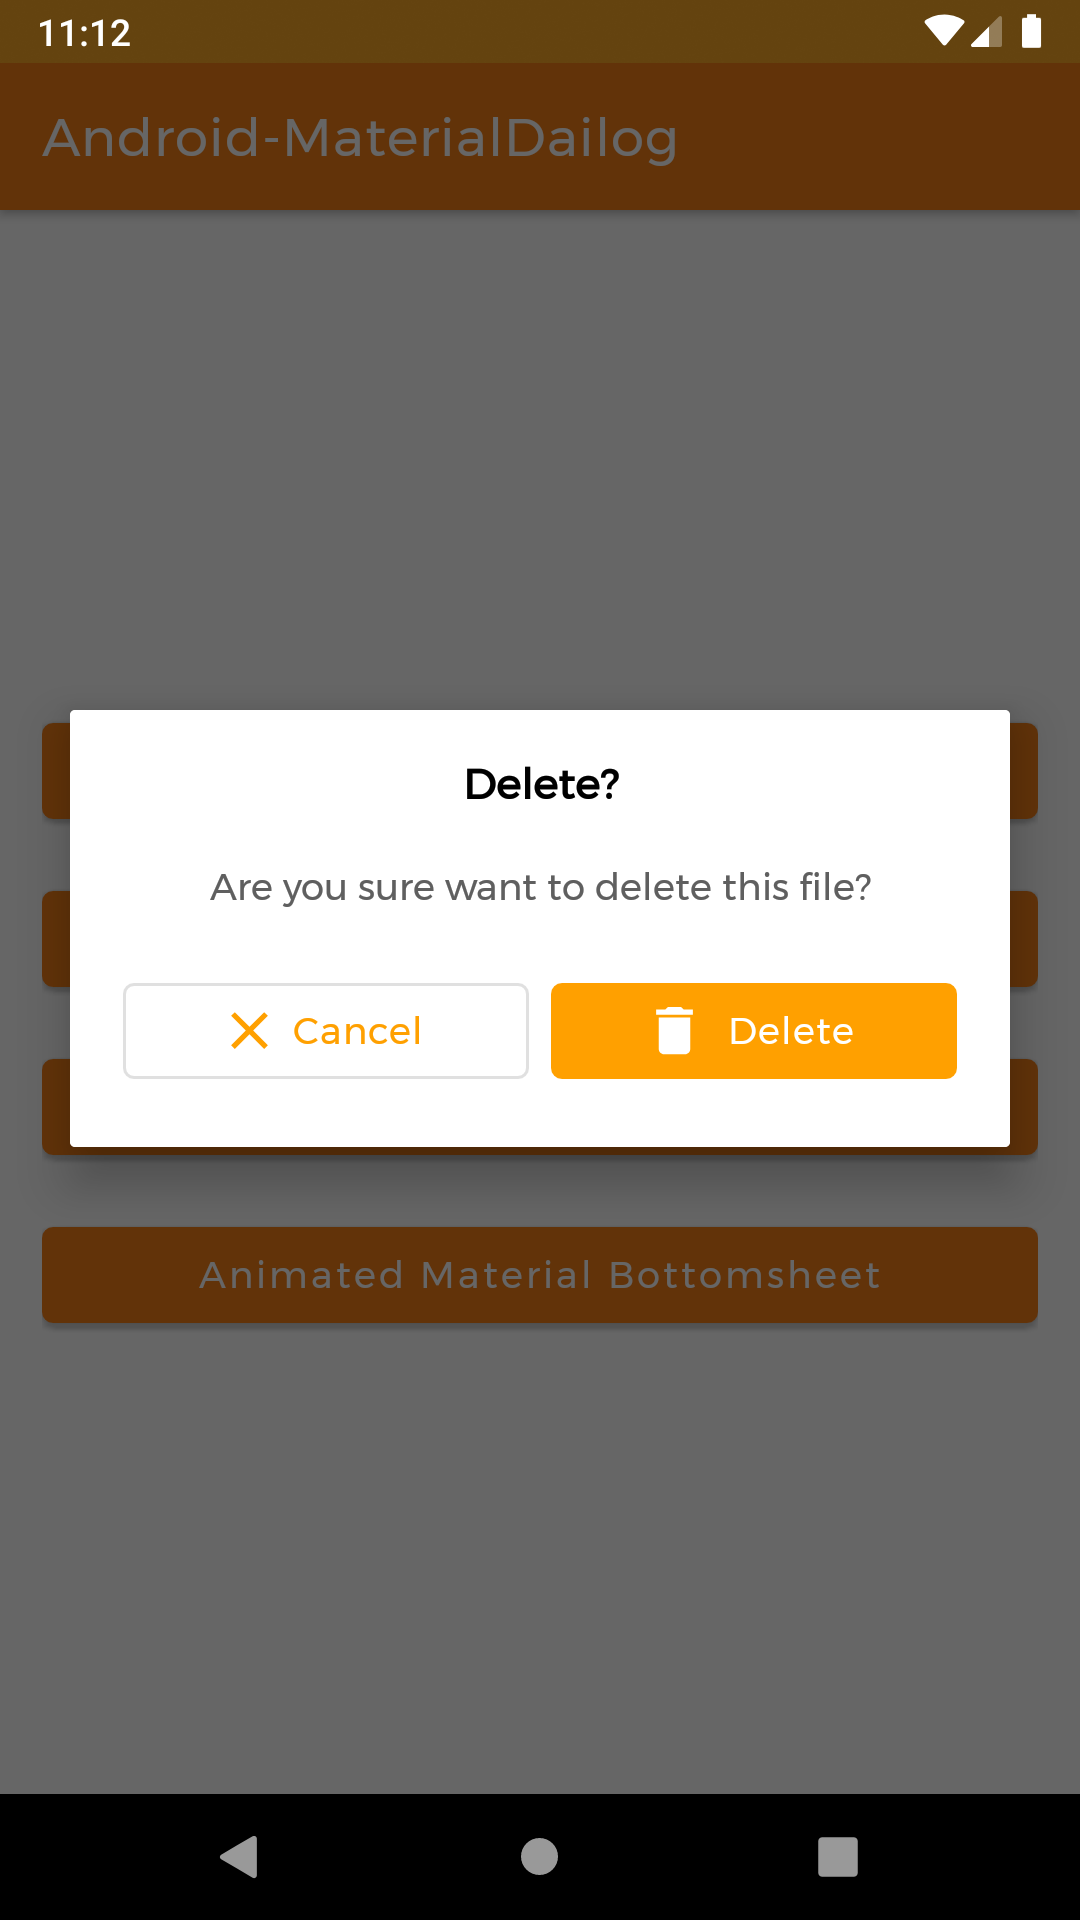 11:12
Android-MaterialDailog
Delete?
Are you sure want to delete this file?
Cancel
Delete
Animated Material Bottomsheet